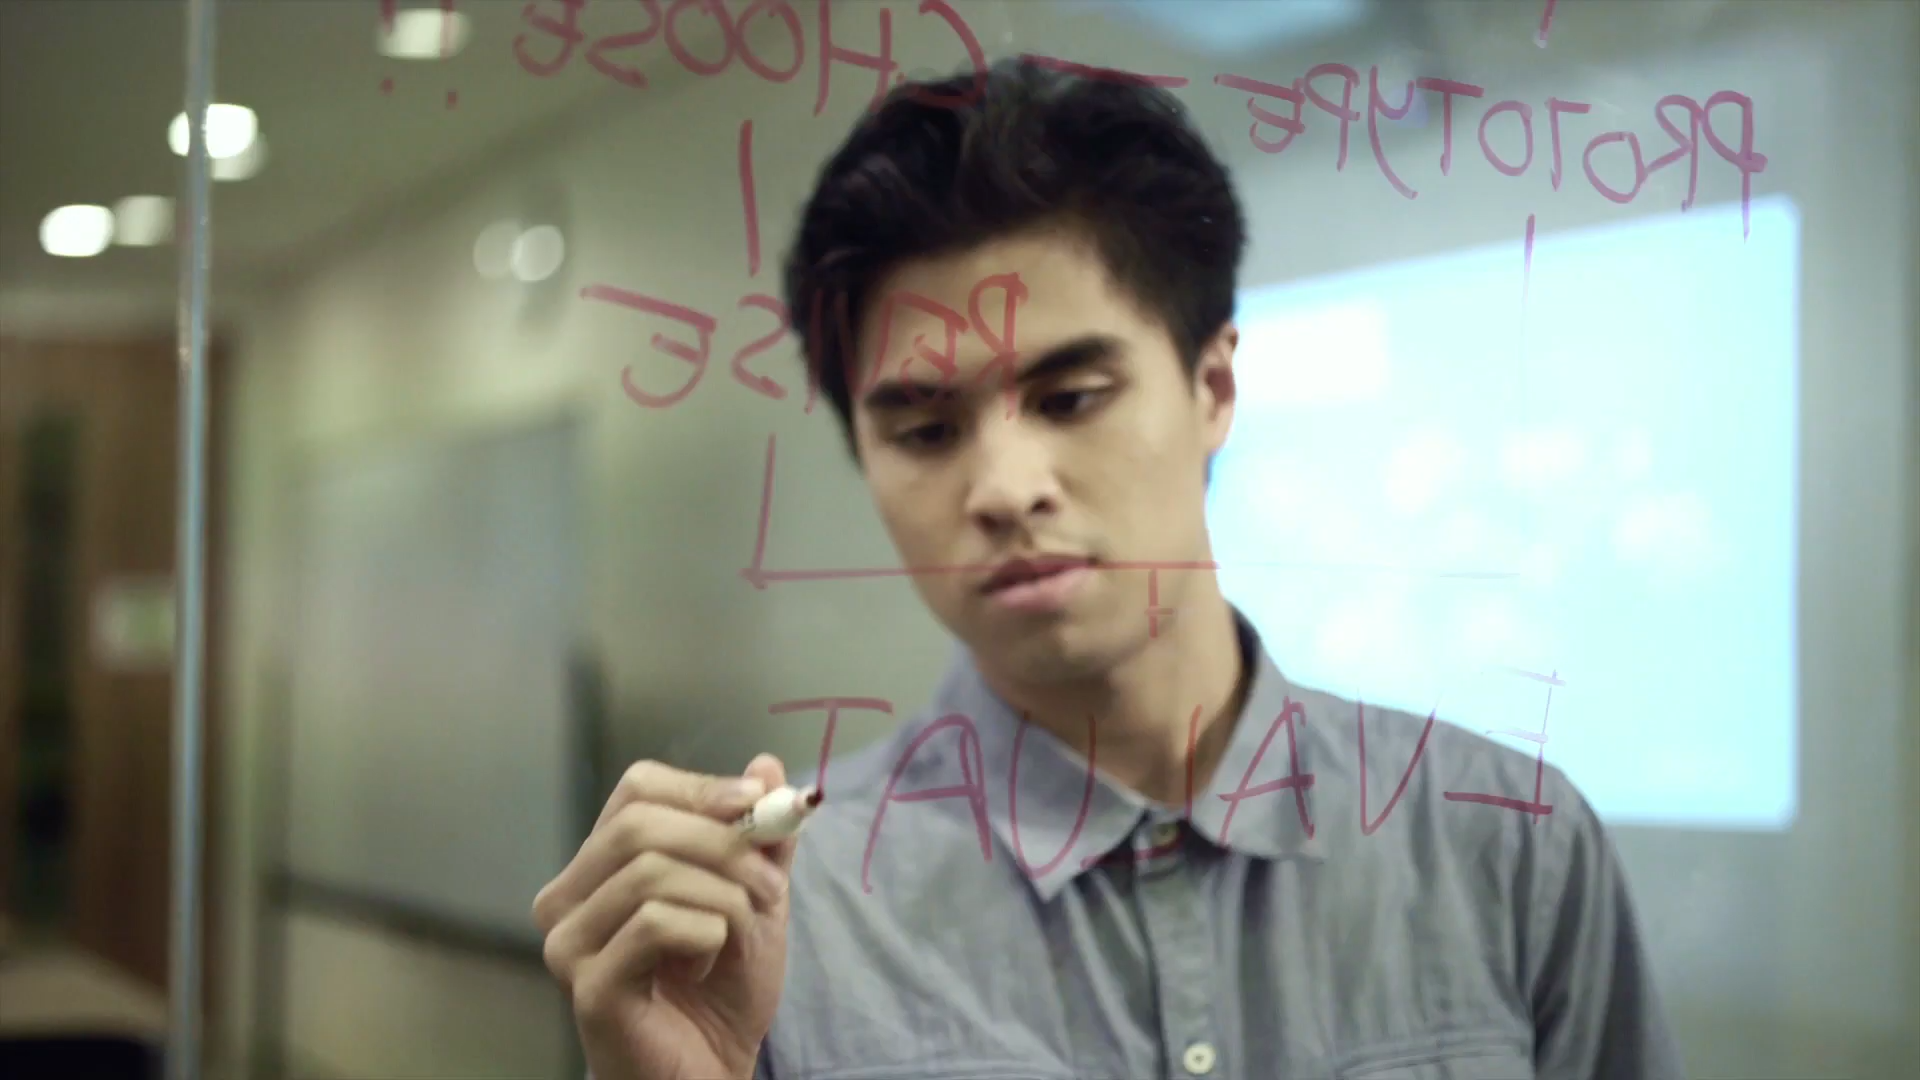 PROTOTYPE — CHOOSE !!
REVISE
EVALUAT